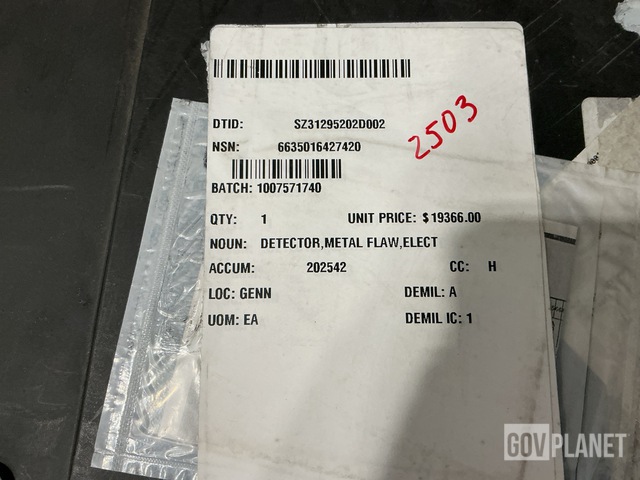 DTID: SZ31295202D002
2503
NSN: 6635016427420
BATCH: 1007571740
QTY: 1 UNIT PRICE: $19366.00
NOUN: DETECTOR,METAL FLAW,ELECT
ACCUM: 202542 CC: H
LOC: GENN DEMIL: A
UOM: EA DEMIL IC: 1
GOVPLANET